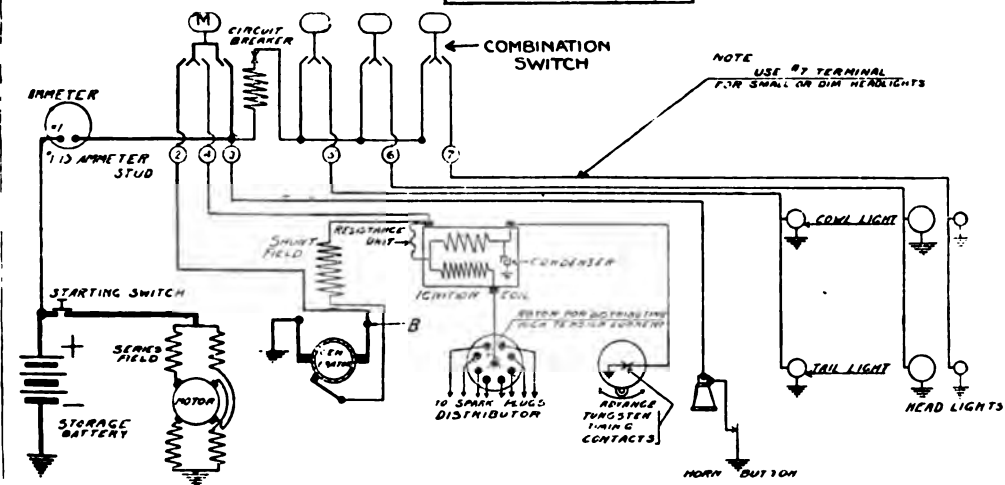 M
CIRCUIT
BREAKER
COMBINATION
SWITCH
NOTE
USE #7 TERMINAL
FOR SMALL OR DIM HEADLIGHTS
AMMETER
#1
#1 IS AMMETER
STUD
2
4
3
5
6
7
RESISTANCE
UNIT
SHUNT
FIELD
CONDENSER
IGNITION COIL
COWL LIGHT
STARTING SWITCH
B
ROTOR FOR DISTRIBUTING
HIGH TENSION CURRENT
+
SERIES
FIELD
GEN
ERATOR
TAIL LIGHT
MOTOR
−
STORAGE
BATTERY
TO SPARK PLUGS
DISTRIBUTOR
ADVANCE
TUNGSTEN
TIMING
CONTACTS
HEAD LIGHTS
HORN BUTTON